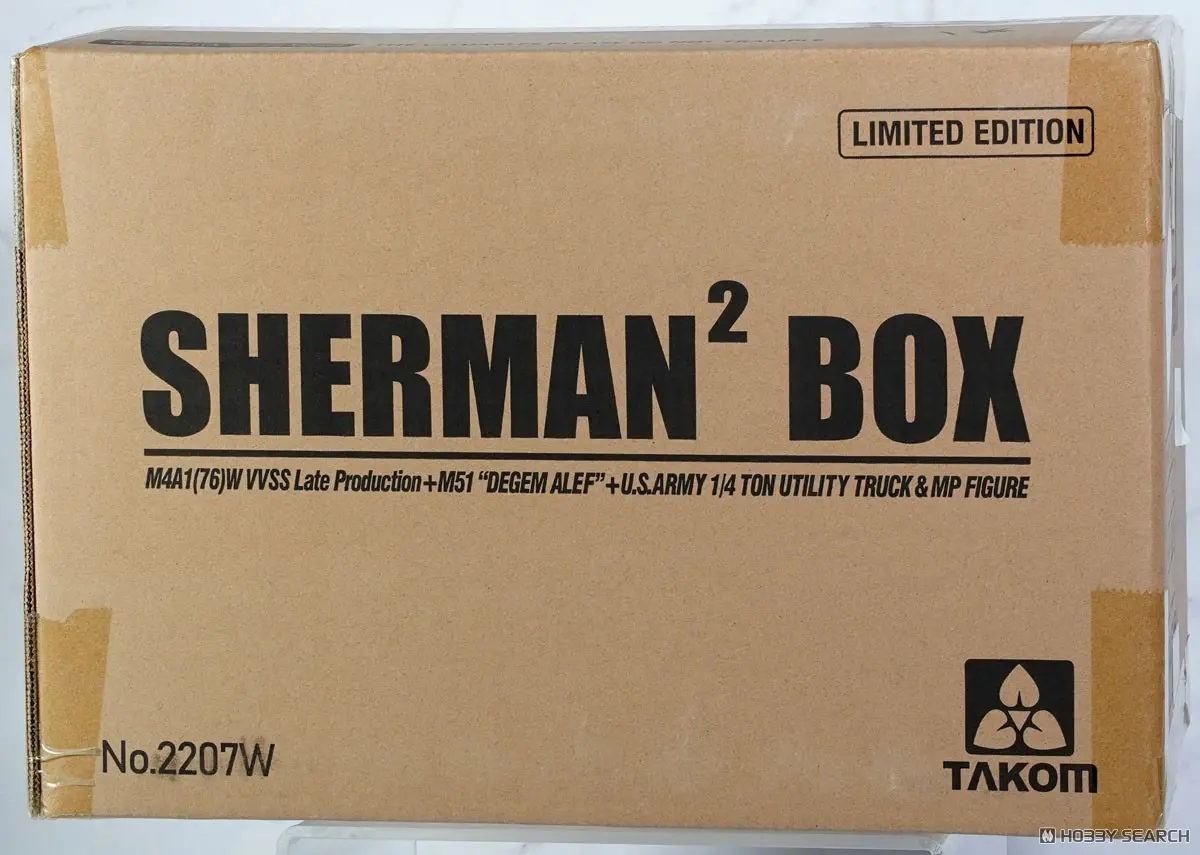 LIMITED EDITION
SHERMAN² BOX
M4A1(76)W VVSS Late Production+M51 “DEGEM ALEF”+U.S.ARMY 1/4 TON UTILITY TRUCK & MP FIGURE
No.2207W
TAKOM
HOBBY SEARCH